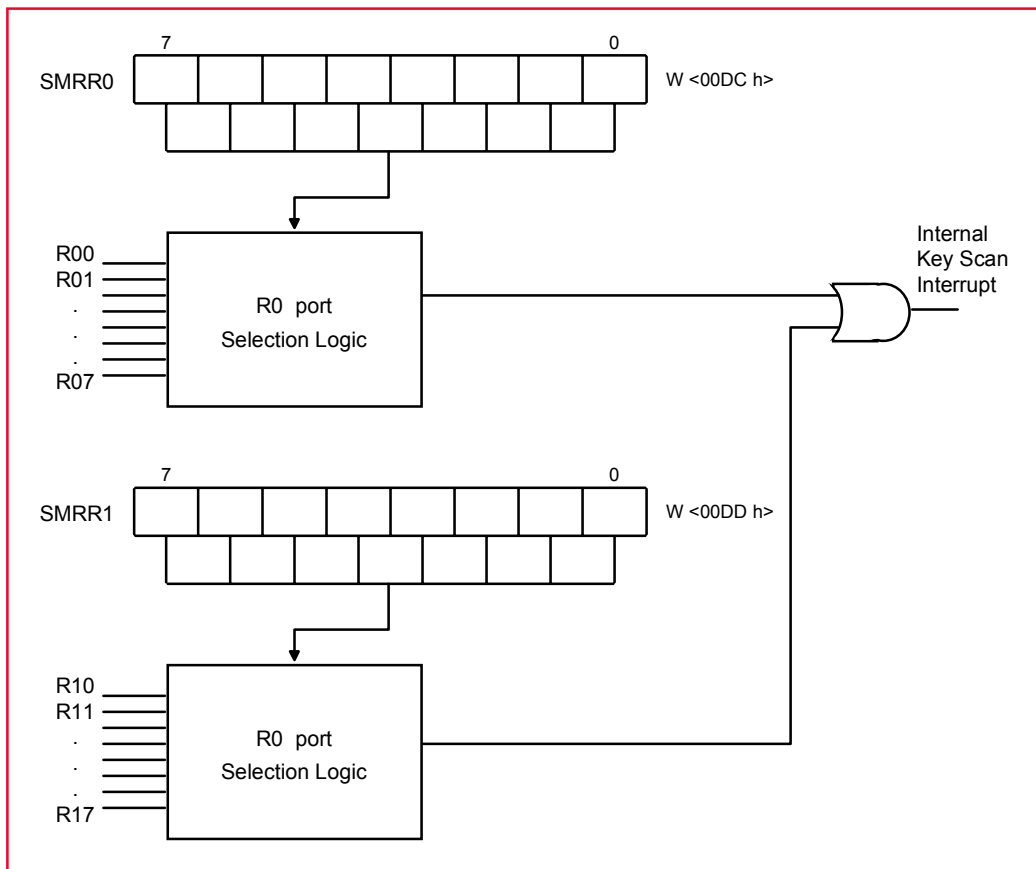 7 0
SMRR0 W <00DC h>
R00
R01
.
.
.
R07
R0 port
Selection Logic
Internal
Key Scan
Interrupt
7 0
SMRR1 W <00DD h>
R10
R11
.
.
.
R17
R0 port
Selection Logic